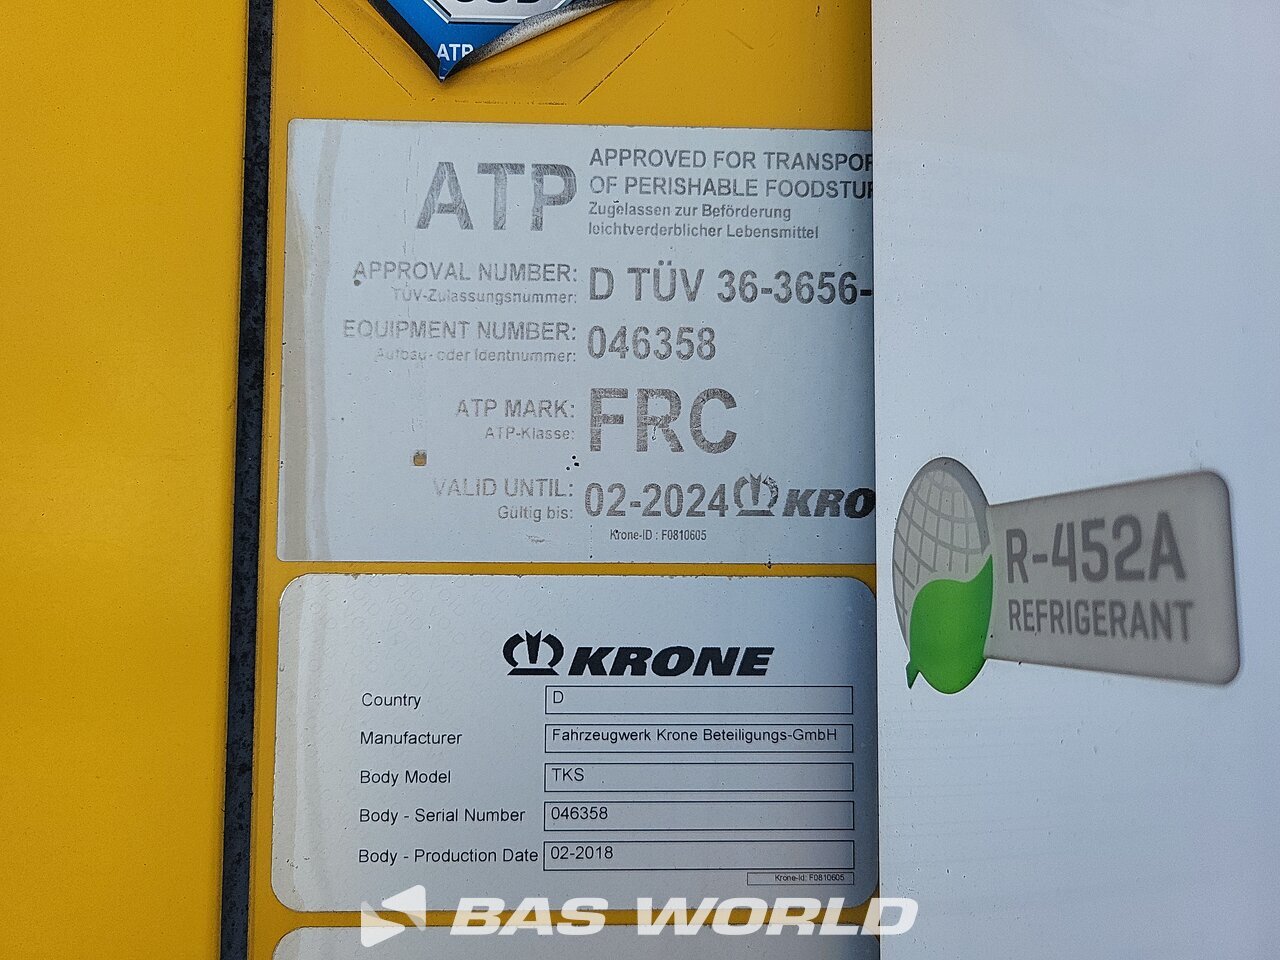 ATP
ATP
APPROVED FOR TRANSPOR
OF PERISHABLE FOODSTUF
Zugelassen zur Beförderung
leichtverderblicher Lebensmittel
APPROVAL NUMBER:
TÜV-Zulassungsnummer:
D TÜV 36-3656-
EQUIPMENT NUMBER:
Aufbau- oder Identnummer:
046358
ATP MARK:
ATP-Klasse:
FRC
VALID UNTIL:
Gültig bis:
02-2024
KRO
Krone-ID : F0810605
R-452A
REFRIGERANT
KRONE
Country D
Manufacturer Fahrzeugwerk Krone Beteiligungs-GmbH
Body Model TKS
Body - Serial Number 046358
Body - Production Date 02-2018
Krone-Id: F0810605
BAS WORLD